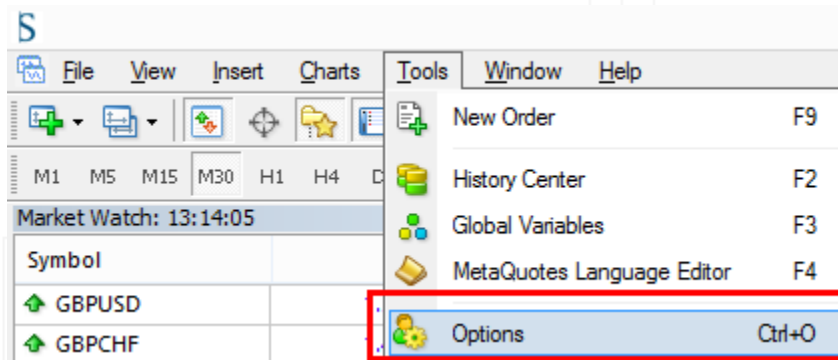 S
File View Insert Charts Tools Window Help
New Order F9
M1 M5 M15 M30 H1 H4
History Center F2
Market Watch: 13:14:05
Global Variables F3
Symbol
MetaQuotes Language Editor F4
GBPUSD
Options Ctrl+O
GBPCHF